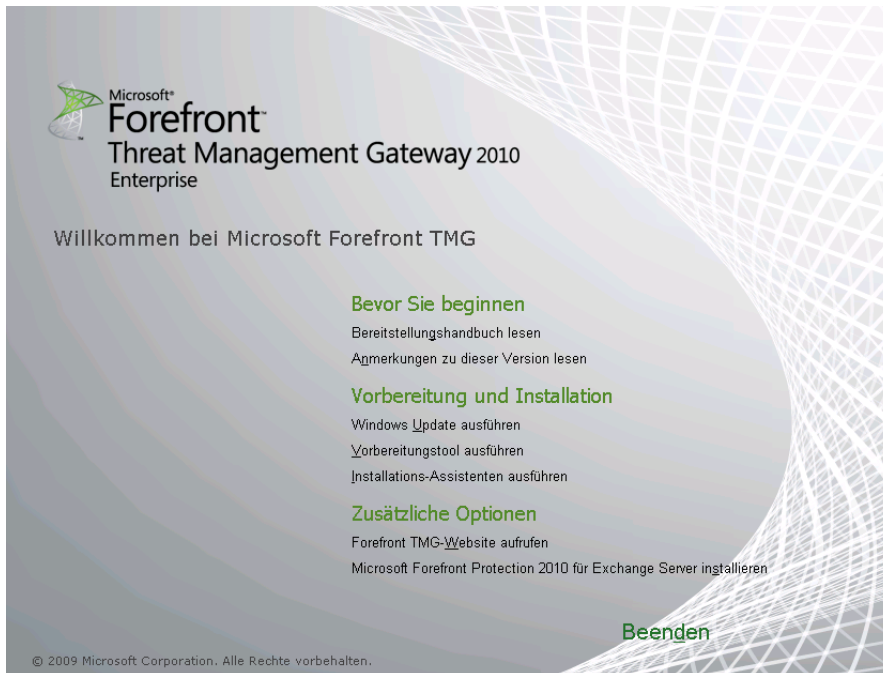 Microsoft®
Forefront™
Threat Management Gateway 2010
Enterprise
Willkommen bei Microsoft Forefront TMG
Bevor Sie beginnen
Bereitstellungshandbuch lesen
Anmerkungen zu dieser Version lesen
Vorbereitung und Installation
Windows Update ausführen
Vorbereitungstool ausführen
Installations-Assistenten ausführen
Zusätzliche Optionen
Forefront TMG-Website aufrufen
Microsoft Forefront Protection 2010 für Exchange Server installieren
Beenden
© 2009 Microsoft Corporation. Alle Rechte vorbehalten.